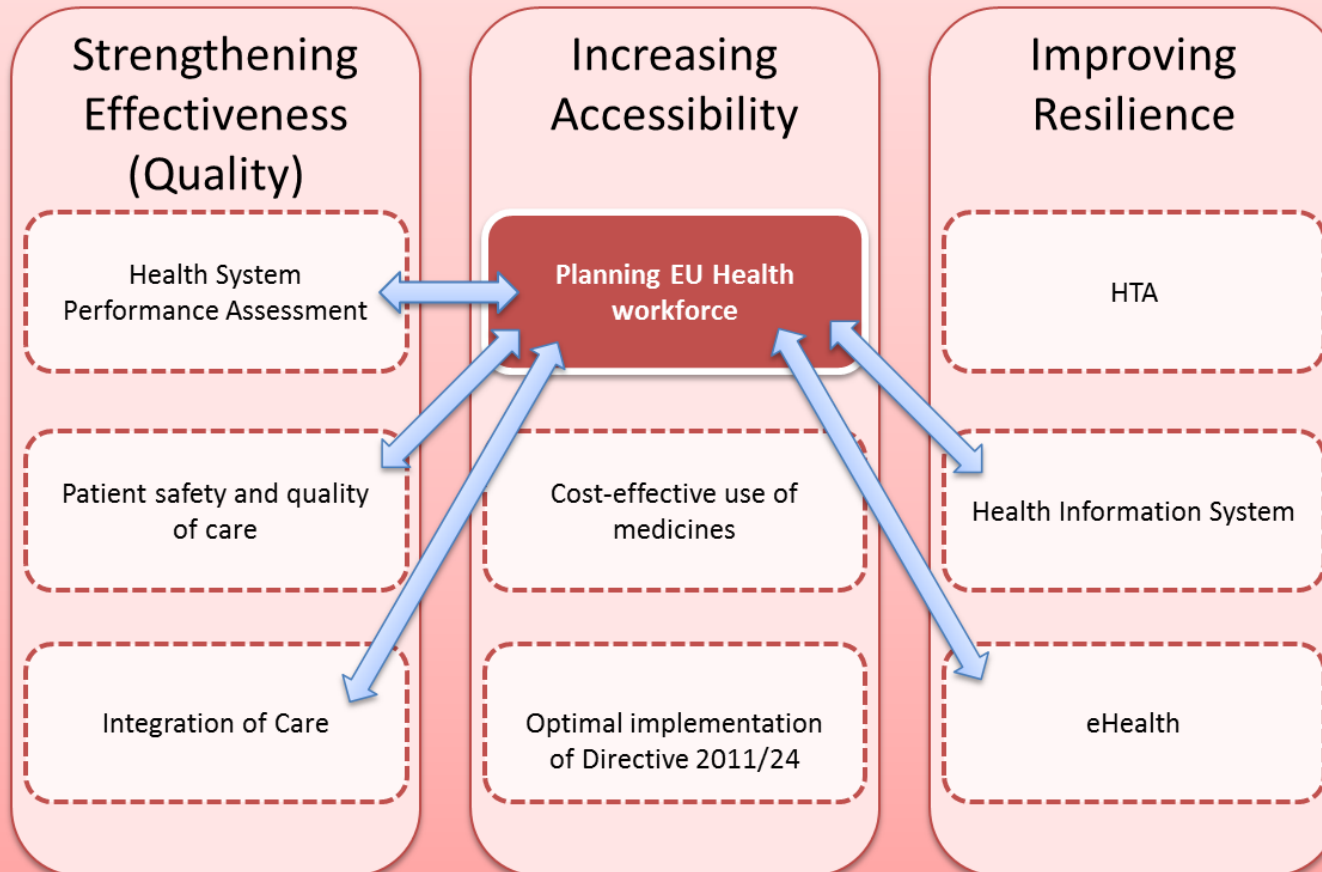 Strengthening
Effectiveness
(Quality)
Health System
Performance Assessment
Patient safety and quality
of care
Integration of Care
Increasing
Accessibility
Planning EU Health
workforce
Cost-effective use of
medicines
Optimal implementation
of Directive 2011/24
Improving
Resilience
HTA
Health Information System
eHealth